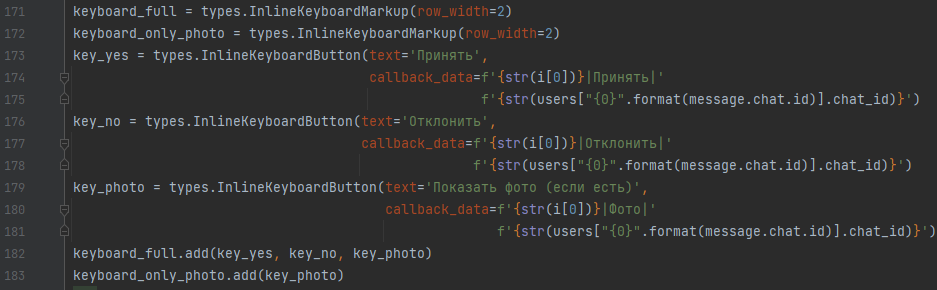 171 keyboard_full = types.InlineKeyboardMarkup(row_width=2)
172 keyboard_only_photo = types.InlineKeyboardMarkup(row_width=2)
173 key_yes = types.InlineKeyboardButton(text='Принять',
174 callback_data=f'{str(i[0])}|Принять|'
175 f'{str(users["{0}".format(message.chat.id)].chat_id)}')
176 key_no = types.InlineKeyboardButton(text='Отклонить',
177 callback_data=f'{str(i[0])}|Отклонить|'
178 f'{str(users["{0}".format(message.chat.id)].chat_id)}')
179 key_photo = types.InlineKeyboardButton(text='Показать фото (если есть)',
180 callback_data=f'{str(i[0])}|Фото|'
181 f'{str(users["{0}".format(message.chat.id)].chat_id)}')
182 keyboard_full.add(key_yes, key_no, key_photo)
183 keyboard_only_photo.add(key_photo)